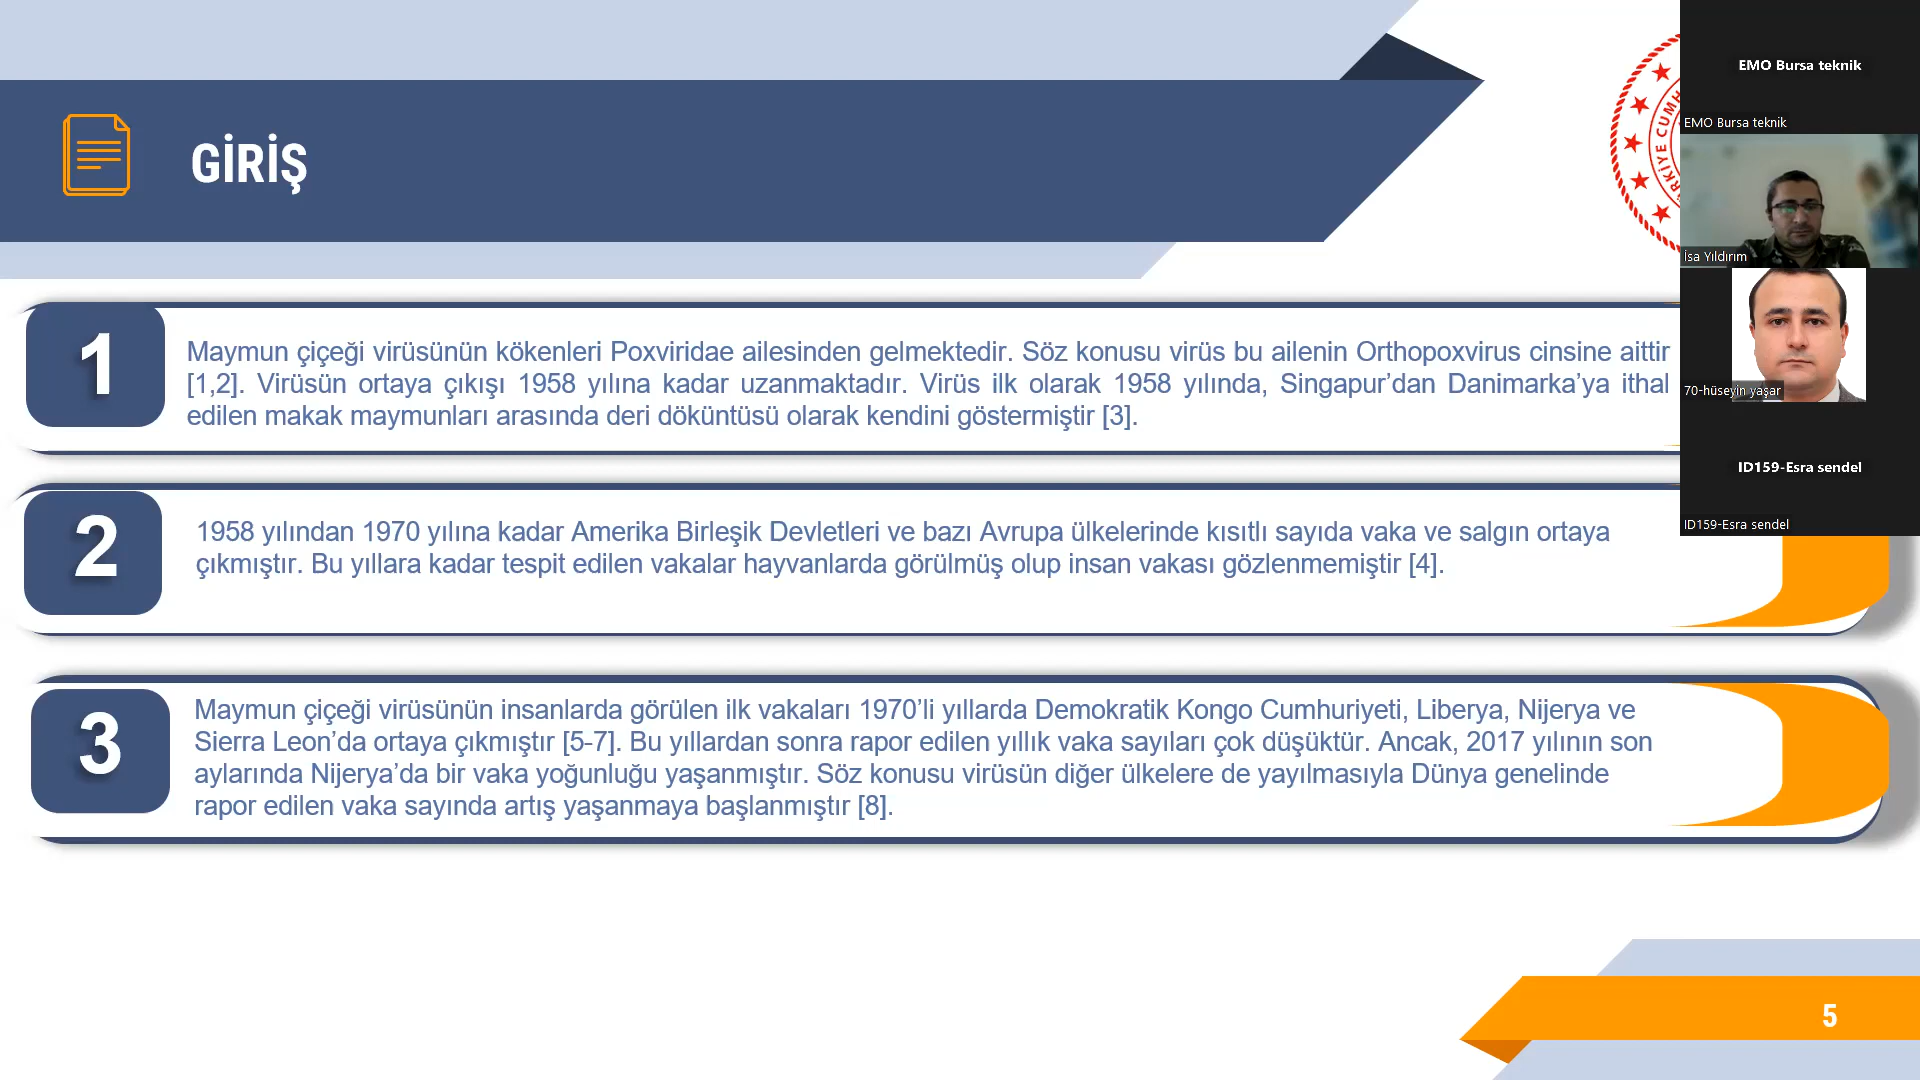 GİRİŞ
RKİYE CUMH
1
Maymun çiçeği virüsünün kökenleri Poxviridae ailesinden gelmektedir. Söz konusu virüs bu ailenin Orthopoxvirus cinsine aittir
[1,2]. Virüsün ortaya çıkışı 1958 yılına kadar uzanmaktadır. Virüs ilk olarak 1958 yılında, Singapur’dan Danimarka’ya ithal
edilen makak maymunları arasında deri döküntüsü olarak kendini göstermiştir [3].
2
1958 yılından 1970 yılına kadar Amerika Birleşik Devletleri ve bazı Avrupa ülkelerinde kısıtlı sayıda vaka ve salgın ortaya
çıkmıştır. Bu yıllara kadar tespit edilen vakalar hayvanlarda görülmüş olup insan vakası gözlenmemiştir [4].
3
Maymun çiçeği virüsünün insanlarda görülen ilk vakaları 1970’li yıllarda Demokratik Kongo Cumhuriyeti, Liberya, Nijerya ve
Sierra Leon’da ortaya çıkmıştır [5-7]. Bu yıllardan sonra rapor edilen yıllık vaka sayıları çok düşüktür. Ancak, 2017 yılının son
aylarında Nijerya’da bir vaka yoğunluğu yaşanmıştır. Söz konusu virüsün diğer ülkelere de yayılmasıyla Dünya genelinde
rapor edilen vaka sayında artış yaşanmaya başlanmıştır [8].
5
EMO Bursa teknik
EMO Bursa teknik
İsa Yıldırım
70-hüseyin yaşar
ID159-Esra sendel
ID159-Esra sendel